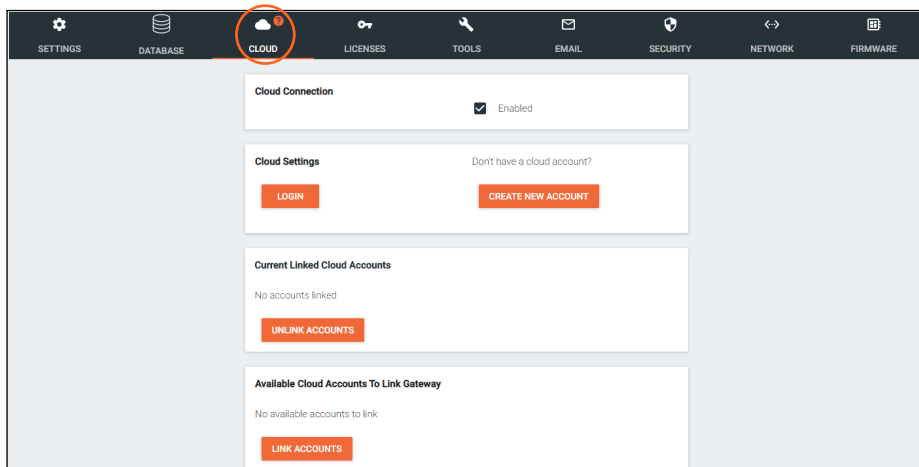 ?
SETTINGS DATABASE CLOUD LICENSES TOOLS EMAIL SECURITY NETWORK FIRMWARE
Cloud Connection
Enabled
Cloud Settings Don't have a cloud account?
LOGIN CREATE NEW ACCOUNT
Current Linked Cloud Accounts
No accounts linked
UNLINK ACCOUNTS
Available Cloud Accounts To Link Gateway
No available accounts to link
LINK ACCOUNTS